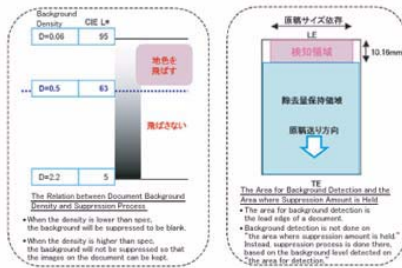 Background
Density
CIE L*
D=0.06
95
地色を
飛ばす
D=0.5
63
飛ばさない
D=2.2
5
The Relation between Document Background
Density and Suppression Process
• When the density is lower than spec,
the background will be suppressed to be blank.
• When the density is higher than spec,
the background will not be suppressed so that
the images on the document can be kept.
原稿サイズ依存
LE
検知領域
10.16mm
除去量保持領域
原稿送り方向
TE
The Area for Background Detection and the
Area where Suppression Amount is Held
• The area for background detection is
the lead edge of a document.
• Background detection is not done on
"the area where suppression amount is held."
Instead, suppression process is done there,
based on the background level detected on
"the area for detection."